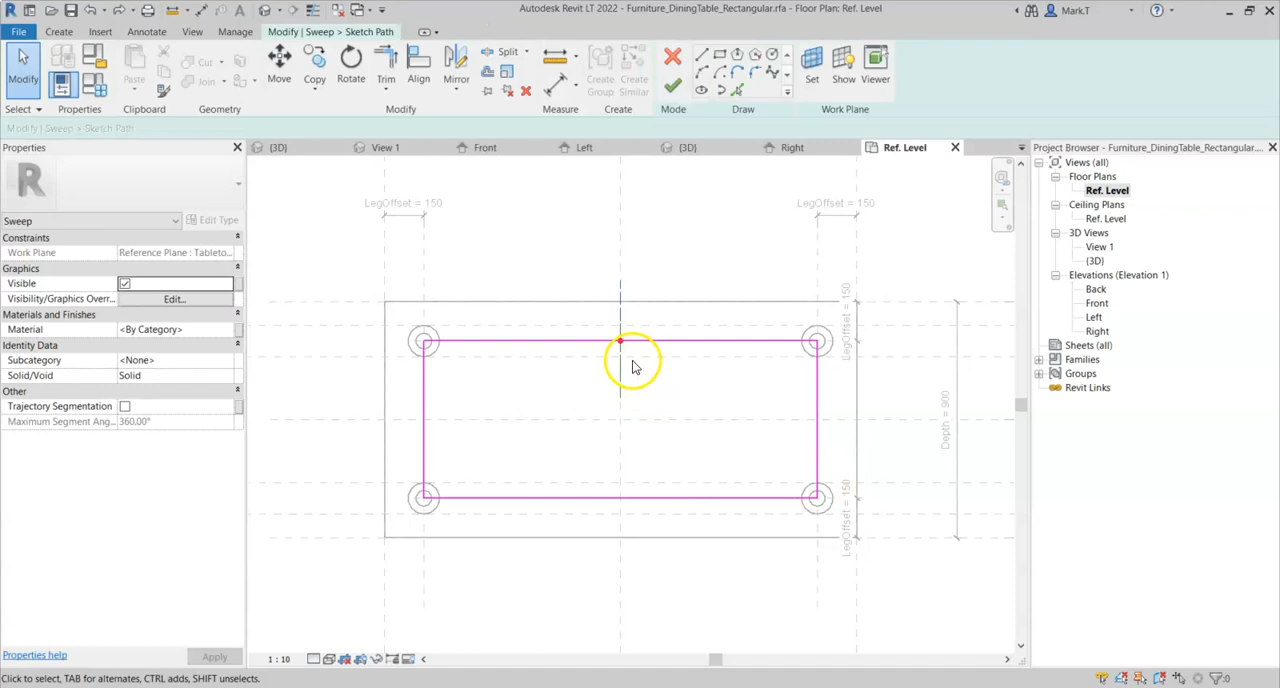 Autodesk Revit LT 2022 - Furniture_DiningTable_Rectangular.rfa - Floor Plan: Ref. Level
Mark.T
File Create Insert Annotate View Manage Modify | Sweep > Sketch Path
Modify
Select
Properties
Paste
Clipboard
Cut
Join
Geometry
Move
Copy
Rotate
Trim
Align
Mirror
Split
Modify
Measure
Create Group
Create Similar
Create
Mode
Draw
Set
Show
Viewer
Work Plane
Modify | Sweep > Sketch Path
Properties
Sweep
Edit Type
Constraints
Work Plane Reference Plane : Tableto...
Graphics
Visible
Visibility/Graphics Overr... Edit...
Materials and Finishes
Material <By Category>
Identity Data
Subcategory <None>
Solid/Void Solid
Other
Trajectory Segmentation
Maximum Segment Ang... 360.00°
Properties help
Apply
{3D} View 1 Front Left {3D} Right Ref. Level
LegOffset = 150
LegOffset = 150
LegOffset = 150
Depth = 900
LegOffset = 150
1 : 10
Project Browser - Furniture_DiningTable_Rectangular....
Views (all)
Floor Plans
Ref. Level
Ceiling Plans
Ref. Level
3D Views
View 1
{3D}
Elevations (Elevation 1)
Back
Front
Left
Right
Sheets (all)
Families
Groups
Revit Links
Click to select, TAB for alternates, CTRL adds, SHIFT unselects.
:0